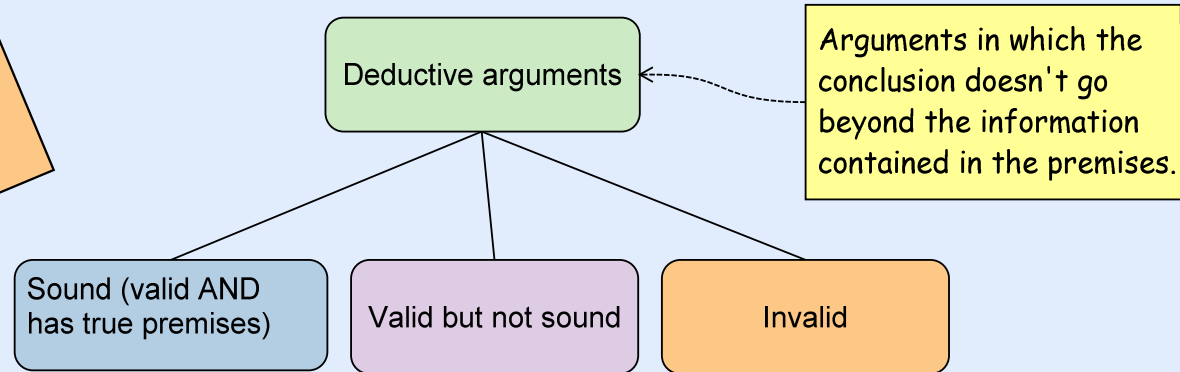 Deductive arguments
Arguments in which the
conclusion doesn't go
beyond the information
contained in the premises.
Sound (valid AND
has true premises)
Valid but not sound
Invalid